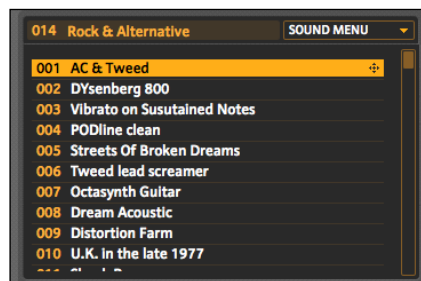 014 Rock & Alternative SOUND MENU
001 AC & Tweed
002 DYsenberg 800
003 Vibrato on Susutained Notes
004 PODline clean
005 Streets Of Broken Dreams
006 Tweed lead screamer
007 Octasynth Guitar
008 Dream Acoustic
009 Distortion Farm
010 U.K. in the late 1977